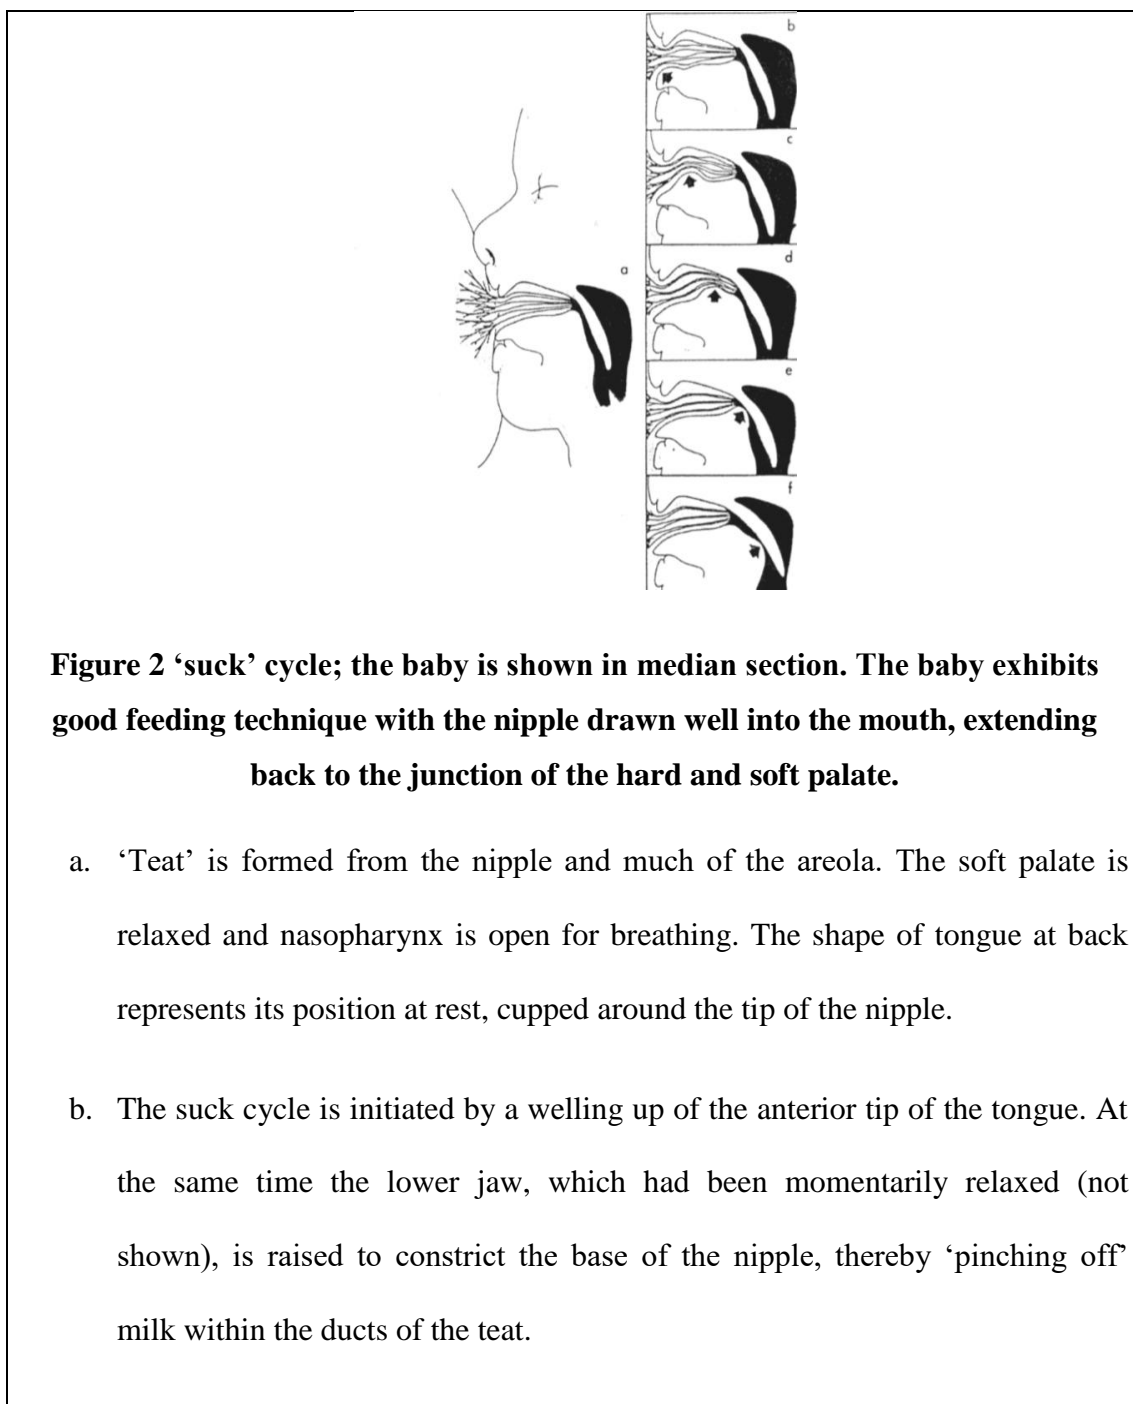 b
c
a
d
e
f
Figure 2 ‘suck’ cycle; the baby is shown in median section. The baby exhibits
good feeding technique with the nipple drawn well into the mouth, extending
back to the junction of the hard and soft palate.
a. ‘Teat’ is formed from the nipple and much of the areola. The soft palate is
relaxed and nasopharynx is open for breathing. The shape of tongue at back
represents its position at rest, cupped around the tip of the nipple.
b. The suck cycle is initiated by a welling up of the anterior tip of the tongue. At
the same time the lower jaw, which had been momentarily relaxed (not
shown), is raised to constrict the base of the nipple, thereby ‘pinching off’
milk within the ducts of the teat.